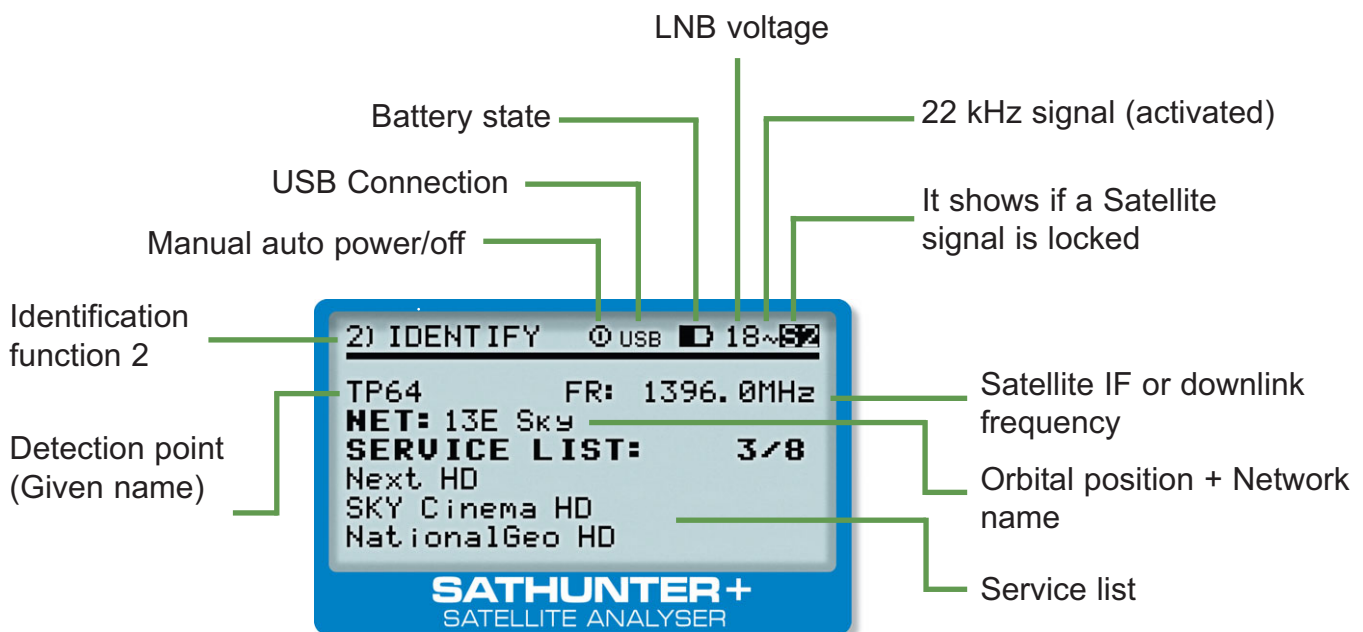 LNB voltage
Battery state
22 kHz signal (activated)
USB Connection
It shows if a Satellite
signal is locked
Manual auto power/off
Identification
function 2
2) IDENTIFY USB 18~S2
TP64 FR: 1396.0MHz
NET: 13E Sky
SERVICE LIST: 3/8
Next HD
SKY Cinema HD
NationalGeo HD
Detection point
(Given name)
Satellite IF or downlink
frequency
Orbital position + Network
name
Service list
SATHUNTER+
SATELLITE ANALYSER